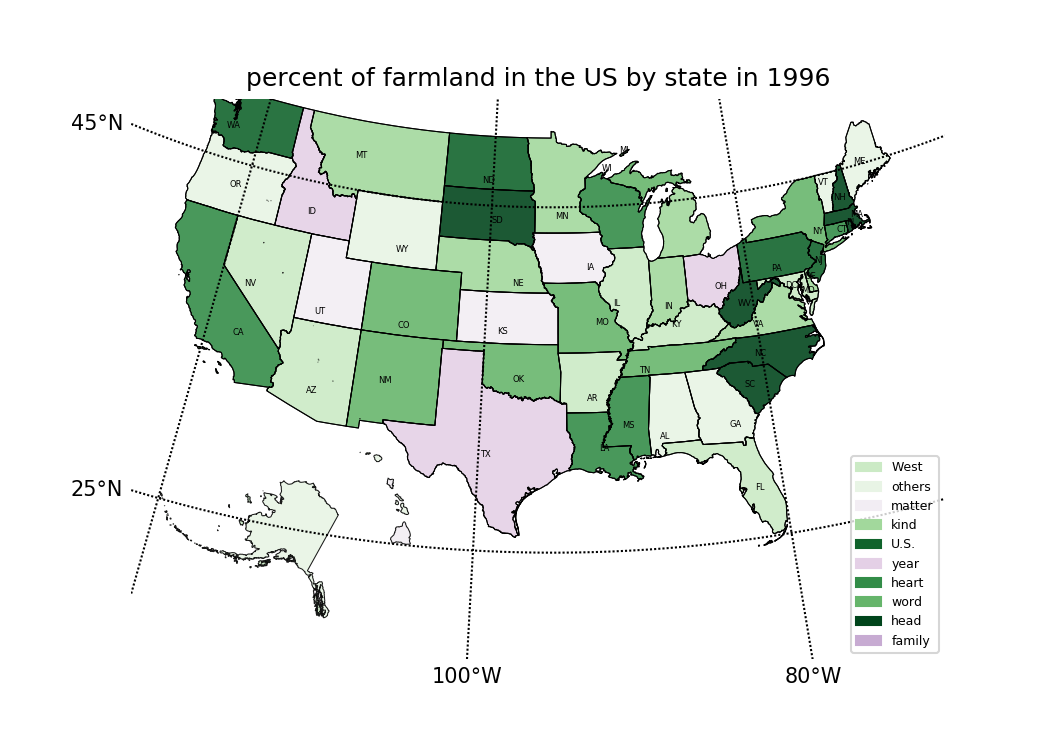 percent of farmland in the US by state in 1996
45°N
25°N
100°W
80°W
WA
OR
CA
NV
ID
MT
WY
UT
AZ
CO
NM
ND
SD
NE
KS
OK
TX
MN
IA
MO
AR
LA
WI
MI
IL
IN
OH
KY
TN
MS
AL
GA
FL
SC
NC
VA
WV
PA
NY
VT
NH
ME
CT
NJ
MD
West
others
matter
kind
U.S.
year
heart
word
head
family